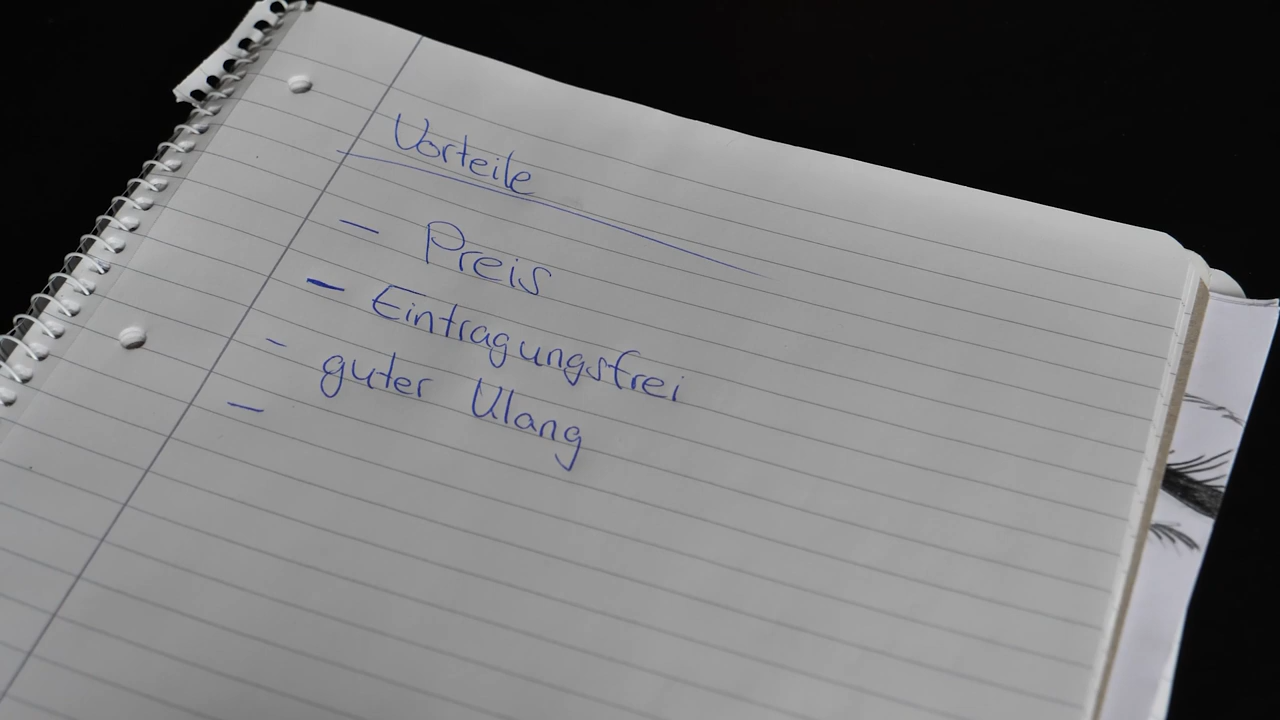 Vorteile
- Preis
- Eintragungsfrei
- guter Klang
-